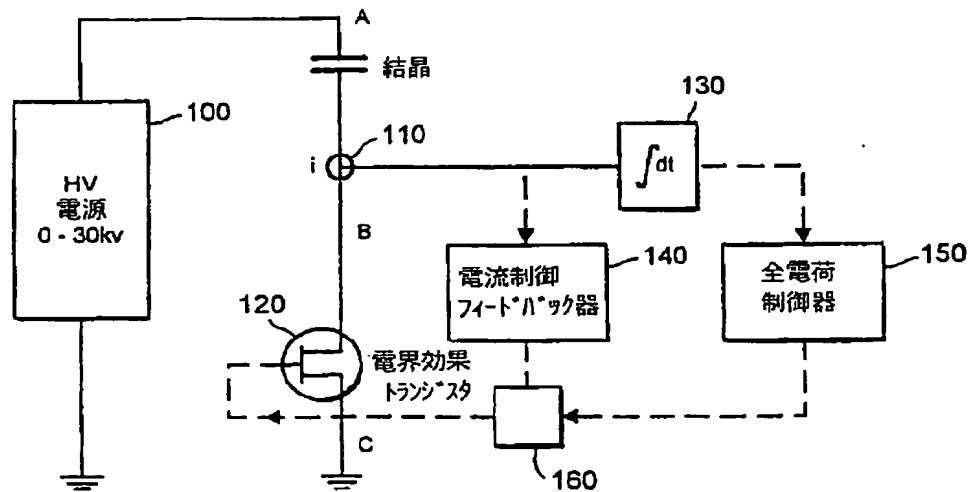 A
結晶
100
HV
電源
0 - 30kv
110
i
130
∫dt
B
140
電流制御
フィードバック器
150
全電荷
制御器
120
電界効果
トランジスタ
C
160